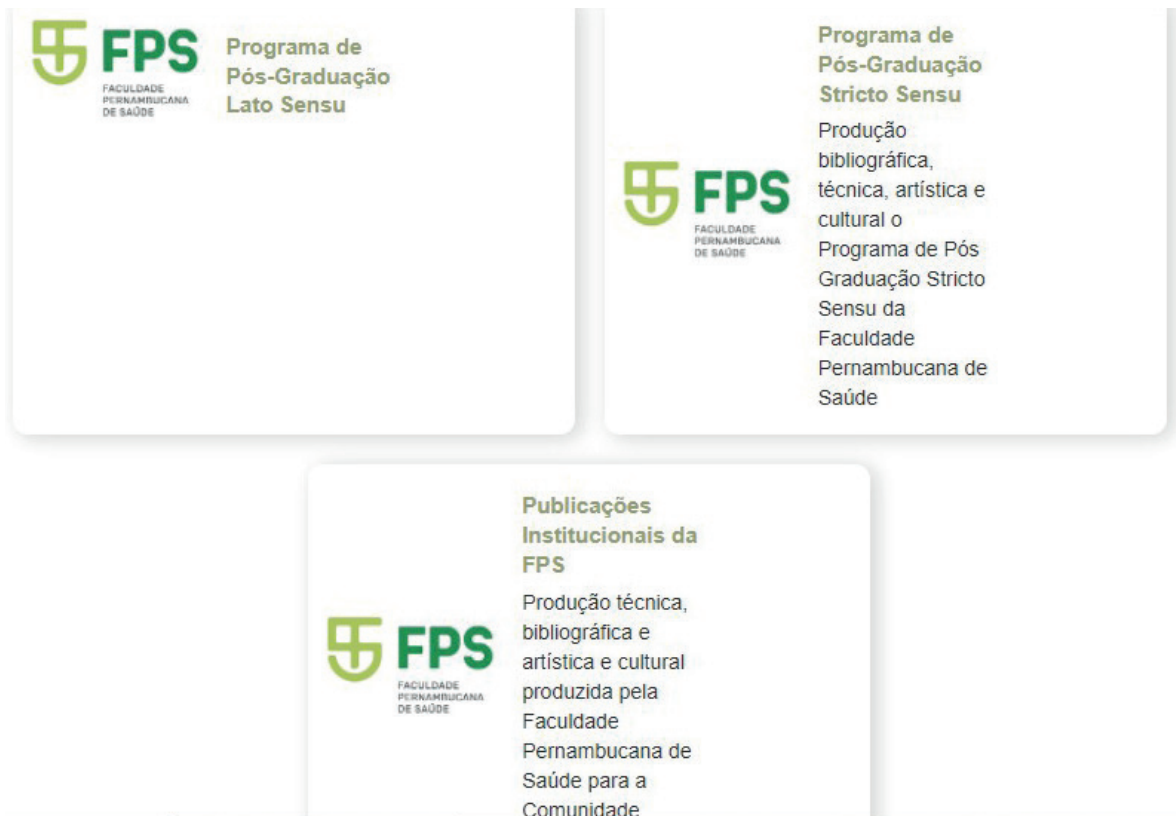 FPS
FACULDADE
PERNAMBUCANA
DE SAÚDE
Programa de
Pós-Graduação
Lato Sensu
FPS
FACULDADE
PERNAMBUCANA
DE SAÚDE
Programa de
Pós-Graduação
Stricto Sensu
Produção
bibliográfica,
técnica, artística e
cultural o
Programa de Pós
Graduação Stricto
Sensu da
Faculdade
Pernambucana de
Saúde
FPS
FACULDADE
PERNAMBUCANA
DE SAÚDE
Publicações
Institucionais da
FPS
Produção técnica,
bibliográfica e
artística e cultural
produzida pela
Faculdade
Pernambucana de
Saúde para a
Comunidade